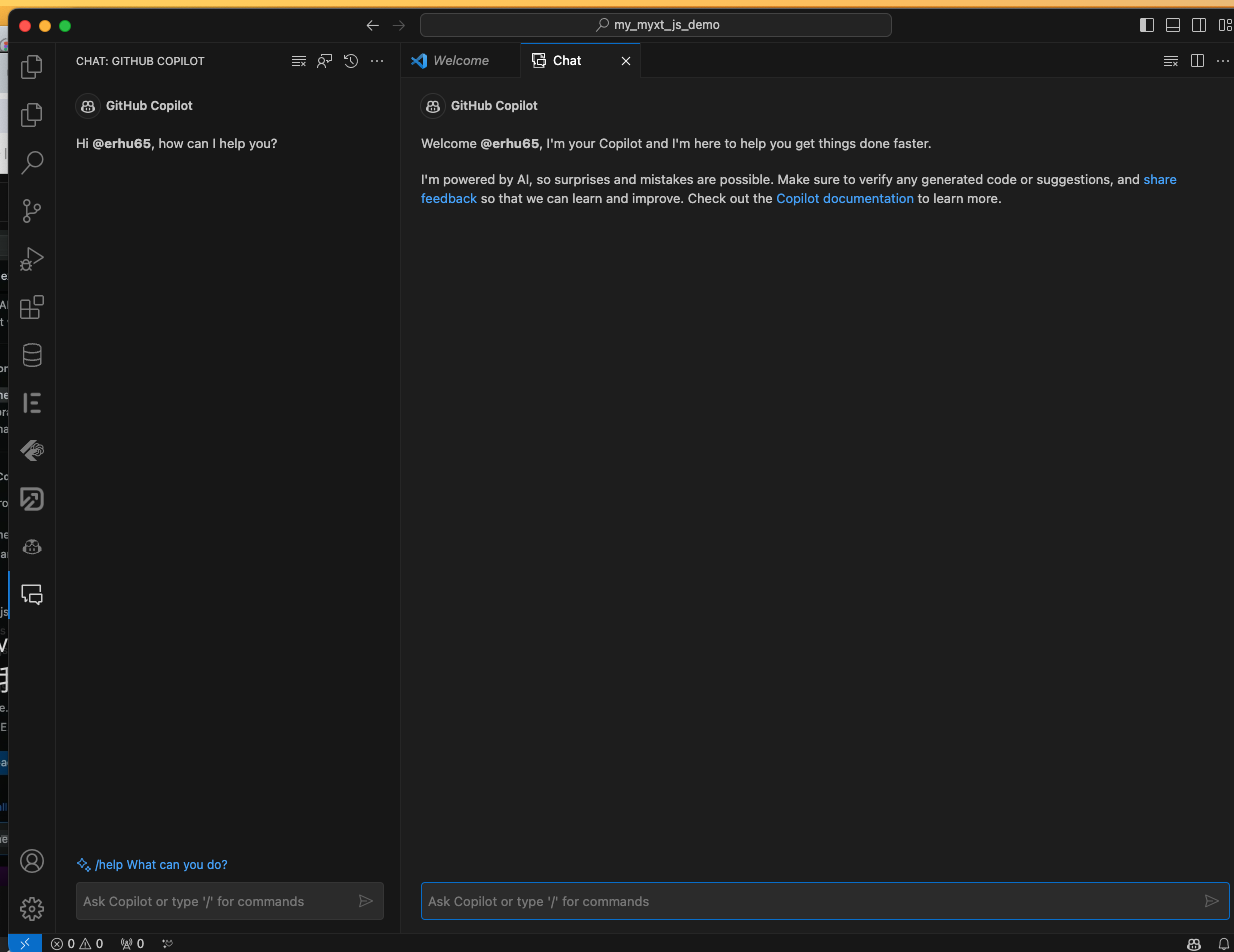 my_myxt_js_demo
CHAT: GITHUB COPILOT
GitHub Copilot
Hi @erhu65, how can I help you?
/help What can you do?
Ask Copilot or type '/' for commands
Welcome
Chat
GitHub Copilot
Welcome @erhu65, I'm your Copilot and I'm here to help you get things done faster.
I'm powered by AI, so surprises and mistakes are possible. Make sure to verify any generated code or suggestions, and share
feedback so that we can learn and improve. Check out the Copilot documentation to learn more.
Ask Copilot or type '/' for commands
0 0 0